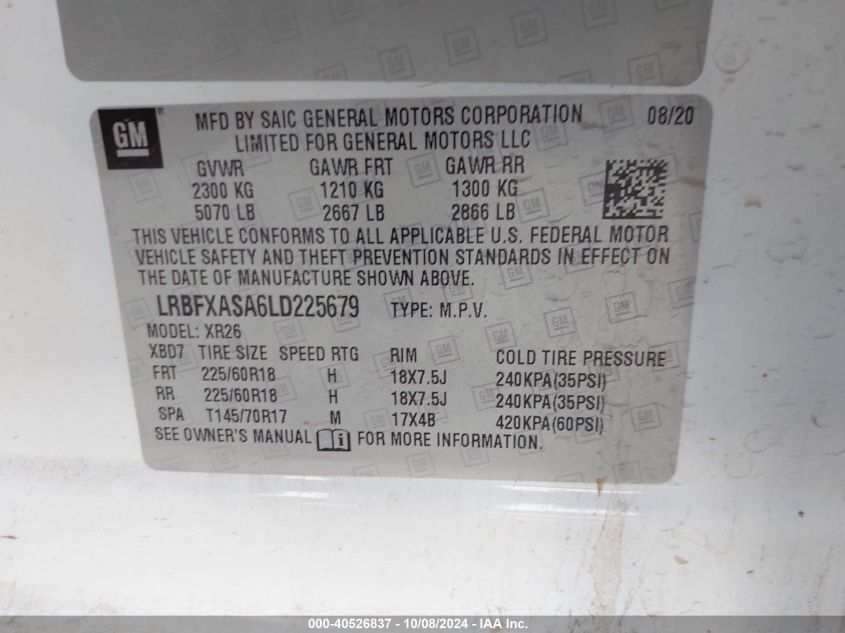 GM
MFD BY SAIC GENERAL MOTORS CORPORATION 08/20
LIMITED FOR GENERAL MOTORS LLC
GVWR GAWR FRT GAWR RR
2300 KG 1210 KG 1300 KG
5070 LB 2667 LB 2866 LB
THIS VEHICLE CONFORMS TO ALL APPLICABLE U.S. FEDERAL MOTOR
VEHICLE SAFETY AND THEFT PREVENTION STANDARDS IN EFFECT ON
THE DATE OF MANUFACTURE SHOWN ABOVE.
LRBFXASA6LD225679 TYPE: M.P.V.
MODEL: XR26
XBD7 TIRE SIZE SPEED RTG RIM COLD TIRE PRESSURE
FRT 225/60R18 H 18X7.5J 240KPA(35PSI)
RR 225/60R18 H 18X7.5J 240KPA(35PSI)
SPA T145/70R17 M 17X4B 420KPA(60PSI)
SEE OWNER'S MANUAL FOR MORE INFORMATION.
000-40526837 - 10/08/2024 - IAA Inc.